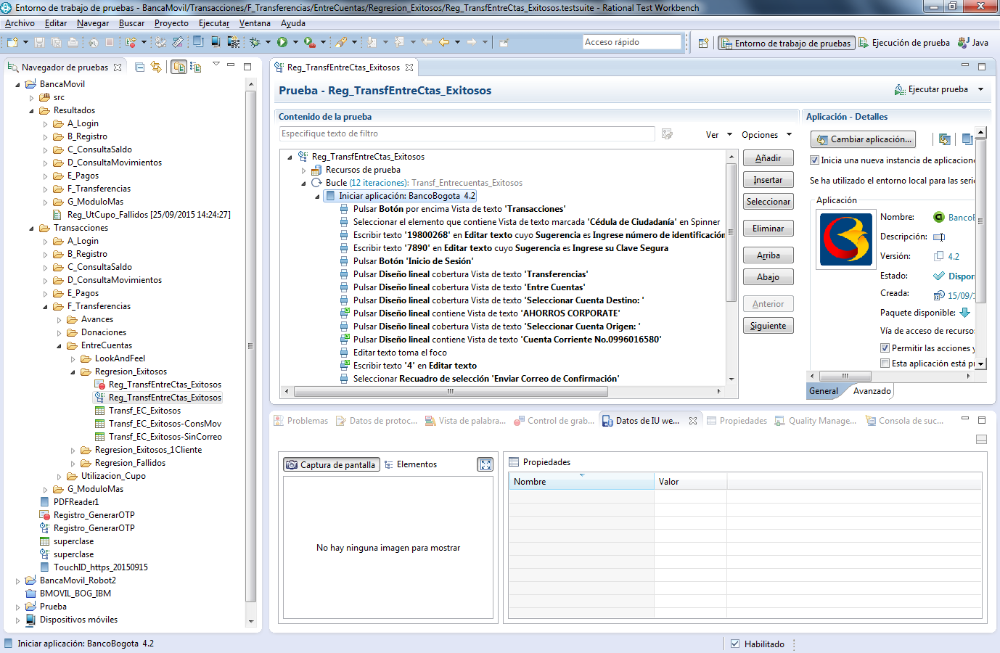 Entorno de trabajo de pruebas - BancaMovil/Transacciones/F_Transferencias/EntreCuentas/Regresion_Exitosos/Reg_TransfEntreCtas_Exitosos.testsuite - Rational Test Workbench
Archivo Editar Navegar Buscar Proyecto Ejecutar Ventana Ayuda
Acceso rápido
Entorno de trabajo de pruebas
Ejecución de prueba
Java
Navegador de pruebas
BancaMovil
src
Resultados
A_Login
B_Registro
C_ConsultaSaldo
D_ConsultaMovimientos
E_Pagos
F_Transferencias
G_ModuloMas
Reg_UtCupo_Fallidos [25/09/2015 14:24:27]
Transacciones
A_Login
B_Registro
C_ConsultaSaldo
D_ConsultaMovimientos
E_Pagos
F_Transferencias
Avances
Donaciones
EntreCuentas
LookAndFeel
Regresion_Exitosos
Reg_TransfEntreCtas_Exitosos
Reg_TransfEntreCtas_Exitosos
Transf_EC_Exitosos
Transf_EC_Exitosos-ConsMov
Transf_EC_Exitosos-SinCorreo
Regresion_Exitosos_1Cliente
Regresion_Fallidos
Utilizacion_Cupo
G_ModuloMas
PDFReader1
Registro_GenerarOTP
Registro_GenerarOTP
superclase
superclase
TouchID_https_20150915
BancaMovil_Robot2
BMOVIL_BOG_IBM
Prueba
Dispositivos móviles
Reg_TransfEntreCtas_Exitosos
Prueba - Reg_TransfEntreCtas_Exitosos
Ejecutar prueba
Contenido de la prueba
Especifique texto de filtro
Ver
Opciones
Reg_TransfEntreCtas_Exitosos
Recursos de prueba
Bucle (12 iteraciones): Transf_Entrecuentas_Exitosos
Iniciar aplicación: BancoBogota 4.2
Pulsar Botón por encima Vista de texto 'Transacciones'
Seleccionar el elemento que contiene Vista de texto marcada 'Cédula de Ciudadanía' en Spinner
Escribir texto '19800268' en Editar texto cuyo Sugerencia es Ingrese número de identificación
Escribir texto '7890' en Editar texto cuyo Sugerencia es Ingrese su Clave Segura
Pulsar Botón 'Inicio de Sesión'
Pulsar Diseño lineal cobertura Vista de texto 'Transferencias'
Pulsar Diseño lineal cobertura Vista de texto 'Entre Cuentas'
Pulsar Diseño lineal cobertura Vista de texto 'Seleccionar Cuenta Destino: '
Pulsar Diseño lineal contiene Vista de texto 'AHORROS CORPORATE'
Pulsar Diseño lineal cobertura Vista de texto 'Seleccionar Cuenta Origen: '
Pulsar Diseño lineal contiene Vista de texto 'Cuenta Corriente No.0996016580'
Editar texto toma el foco
Escribir texto '4' en Editar texto
Seleccionar Recuadro de selección 'Enviar Correo de Confirmación'
Añadir
Insertar
Seleccionar
Eliminar
Arriba
Abajo
Anterior
Siguiente
Aplicación - Detalles
Cambiar aplicación...
Inicia una nueva instancia de aplicacion
Se ha utilizado el entorno local para las serie
Aplicación
Nombre: BancoB
Descripción:
Versión: 4.2
Estado: Dispon
Creada: 15/09/
Paquete disponible:
Vía de acceso de recurso
Permitir las acciones y
Esta aplicación está pr
General
Avanzado
Problemas
Datos de protoc...
Vista de palabra...
Control de grab...
Datos de IU we...
Propiedades
Quality Manage...
Consola de suc...
Captura de pantalla
Elementos
No hay ninguna imagen para mostrar
Propiedades
Nombre Valor
Iniciar aplicación: BancoBogota 4.2
Habilitado